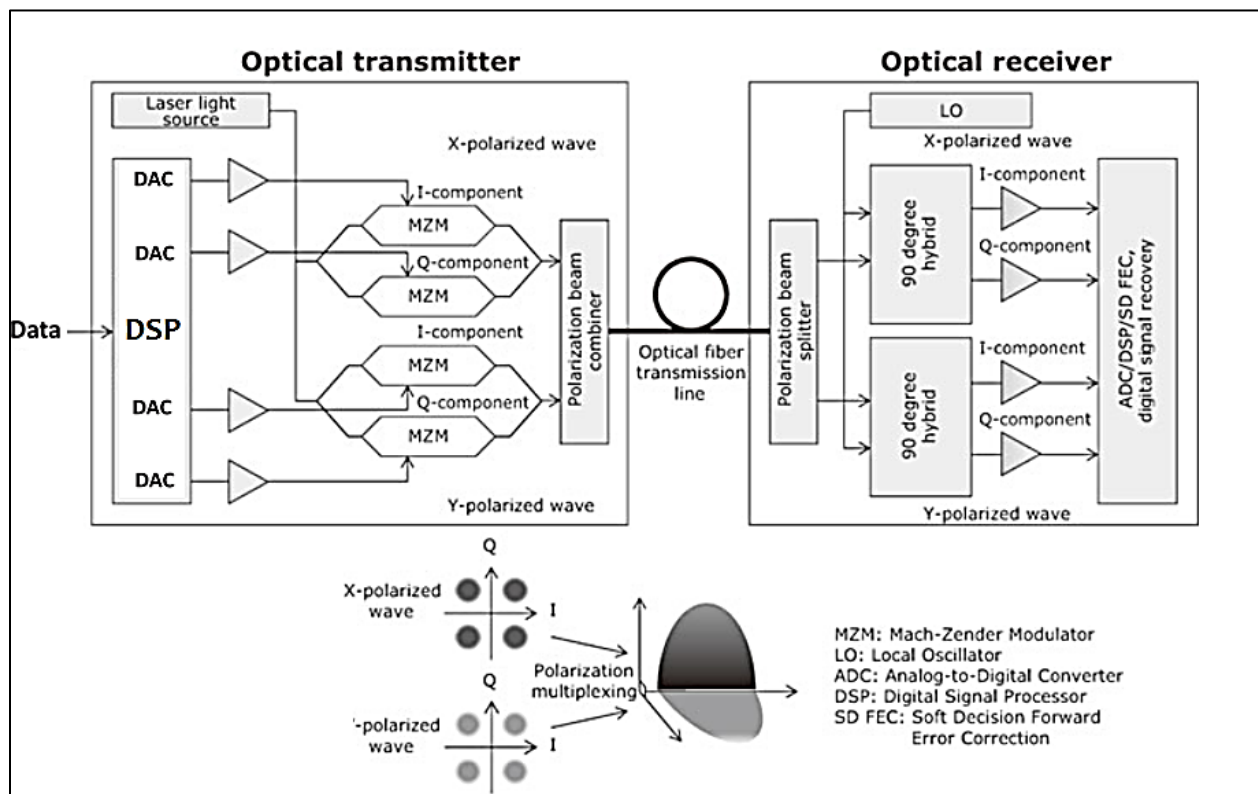 Optical transmitter
Laser light
source
X-polarized wave
DAC
I-component
MZM
DAC
Q-component
MZM
Data
DSP
I-component
MZM
DAC
Q-component
MZM
DAC
Y-polarized wave
Polarization beam
combiner
Optical fiber
transmission
line
Optical receiver
LO
X-polarized wave
Polarization beam
splitter
90 degree
hybrid
I-component
Q-component
90 degree
hybrid
I-component
Q-component
Y-polarized wave
ADC/DSP/SD FEC,
digital signal recovery
Q
X-polarized
wave
I
Polarization
multiplexing
Q
'-polarized
wave
I
MZM: Mach-Zender Modulator
LO: Local Oscillator
ADC: Analog-to-Digital Converter
DSP: Digital Signal Processor
SD FEC: Soft Decision Forward
Error Correction